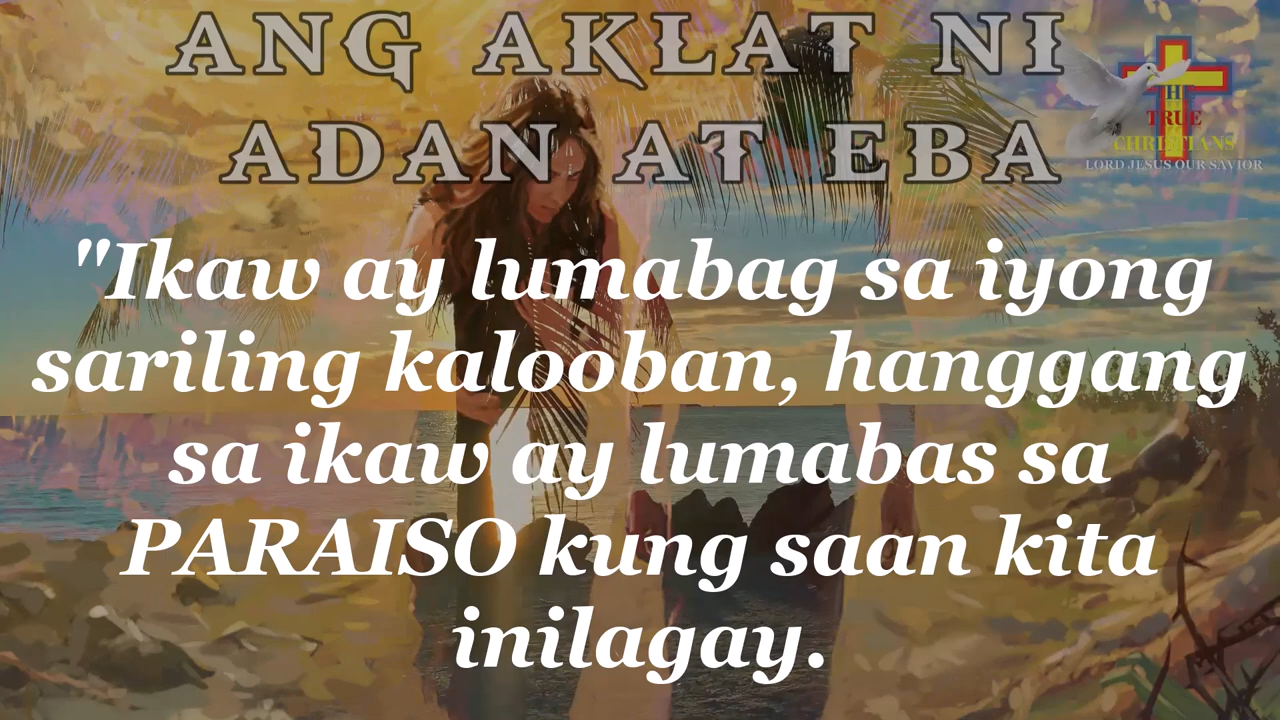 ANG AKLAT NI
ADAN AT EBA
THE
TRUE
CHRISTIANS
LORD JESUS OUR SAVIOR
"Ikaw ay lumabag sa iyong
sariling kalooban, hanggang
sa ikaw ay lumabas sa
PARAISO kung saan kita
inilagay.